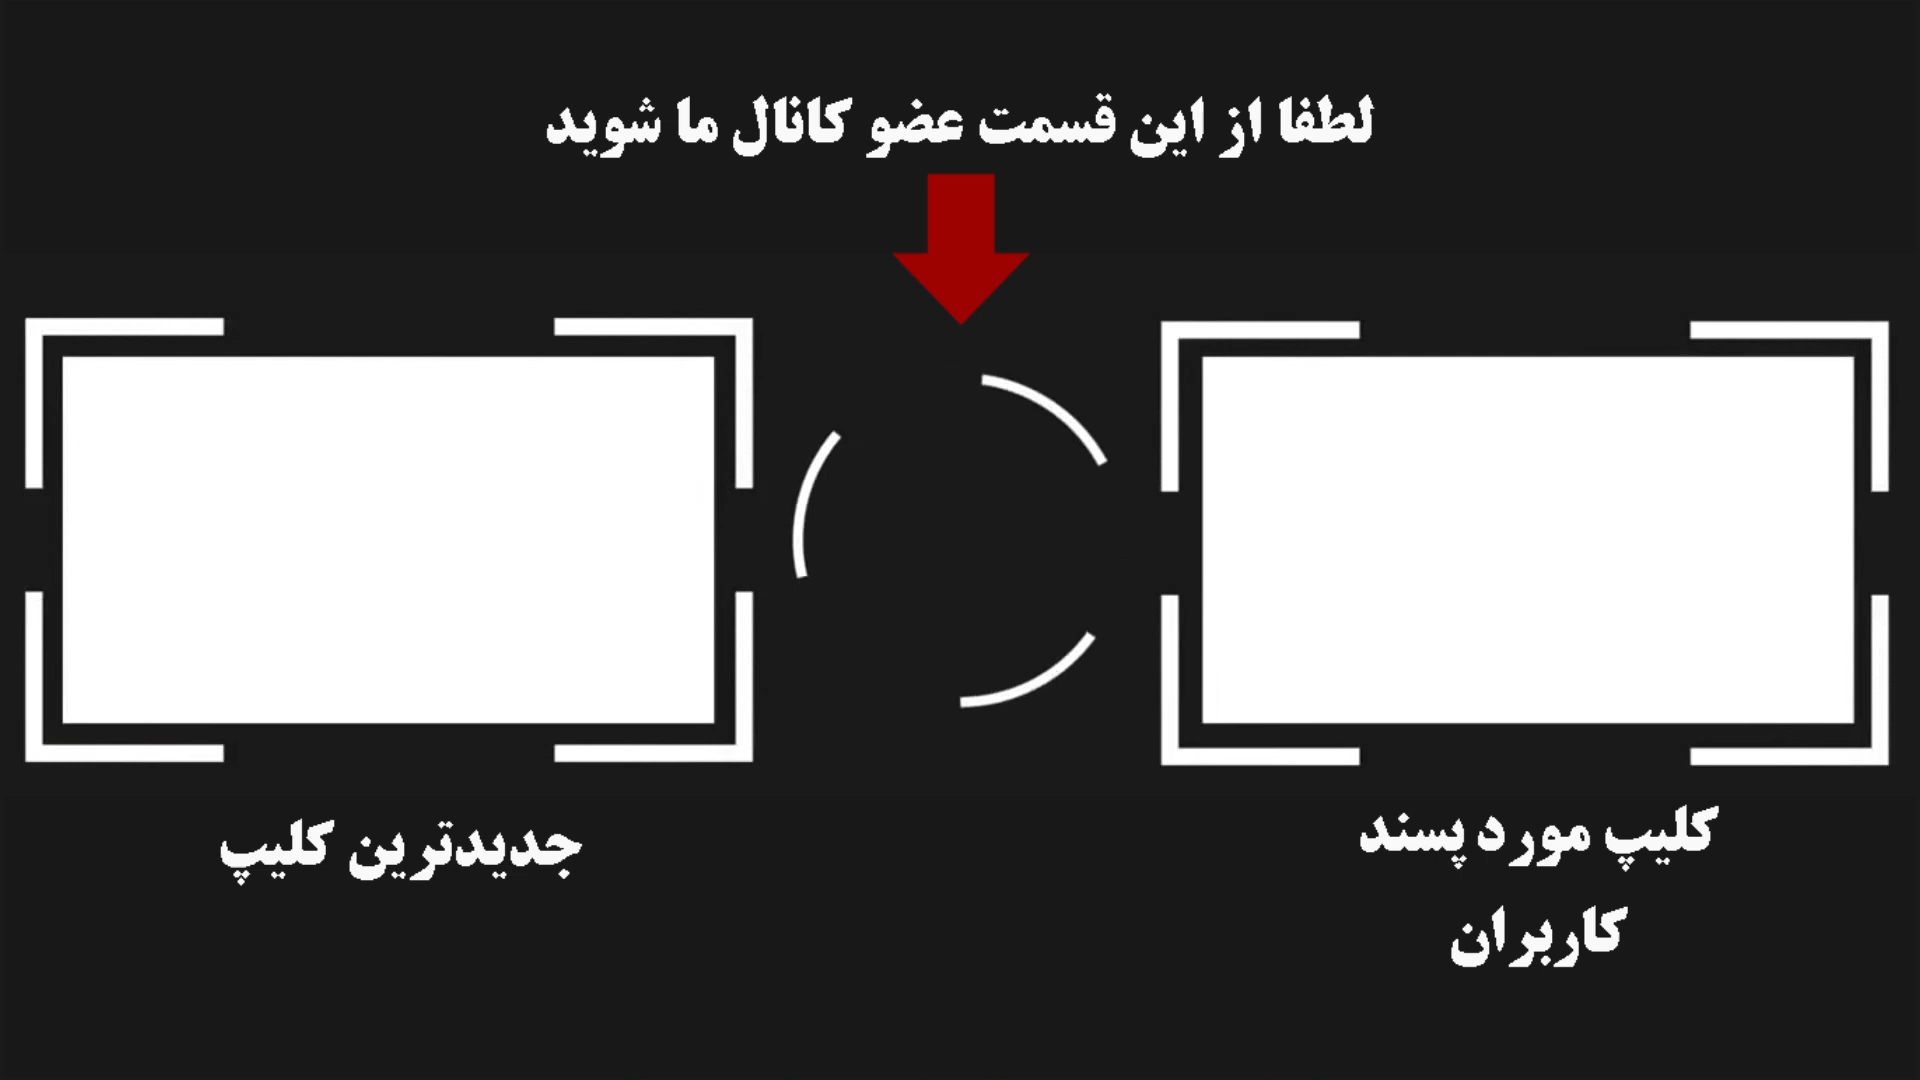 لطفا از این قسمت عضو کانال ما شوید
کلیپ مورد پسند
کاربران
جدیدترین کلیپ